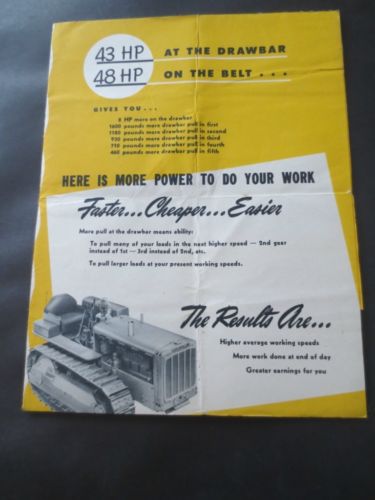 43 HP AT THE DRAWBAR
48 HP ON THE BELT...
GIVES YOU...
8 HP more on the drawbar
1600 pounds more drawbar pull in first
1180 pounds more drawbar pull in second
930 pounds more drawbar pull in third
710 pounds more drawbar pull in fourth
460 pounds more drawbar pull in fifth
HERE IS MORE POWER TO DO YOUR WORK
Faster...Cheaper...Easier
More pull at the drawbar means ability:
To pull many of your loads in the next higher speed — 2nd gear
instead of 1st — 3rd instead of 2nd, etc.
To pull larger loads at your present working speeds.
The Results Are...
Higher average working speeds
More work done at end of day
Greater earnings for you